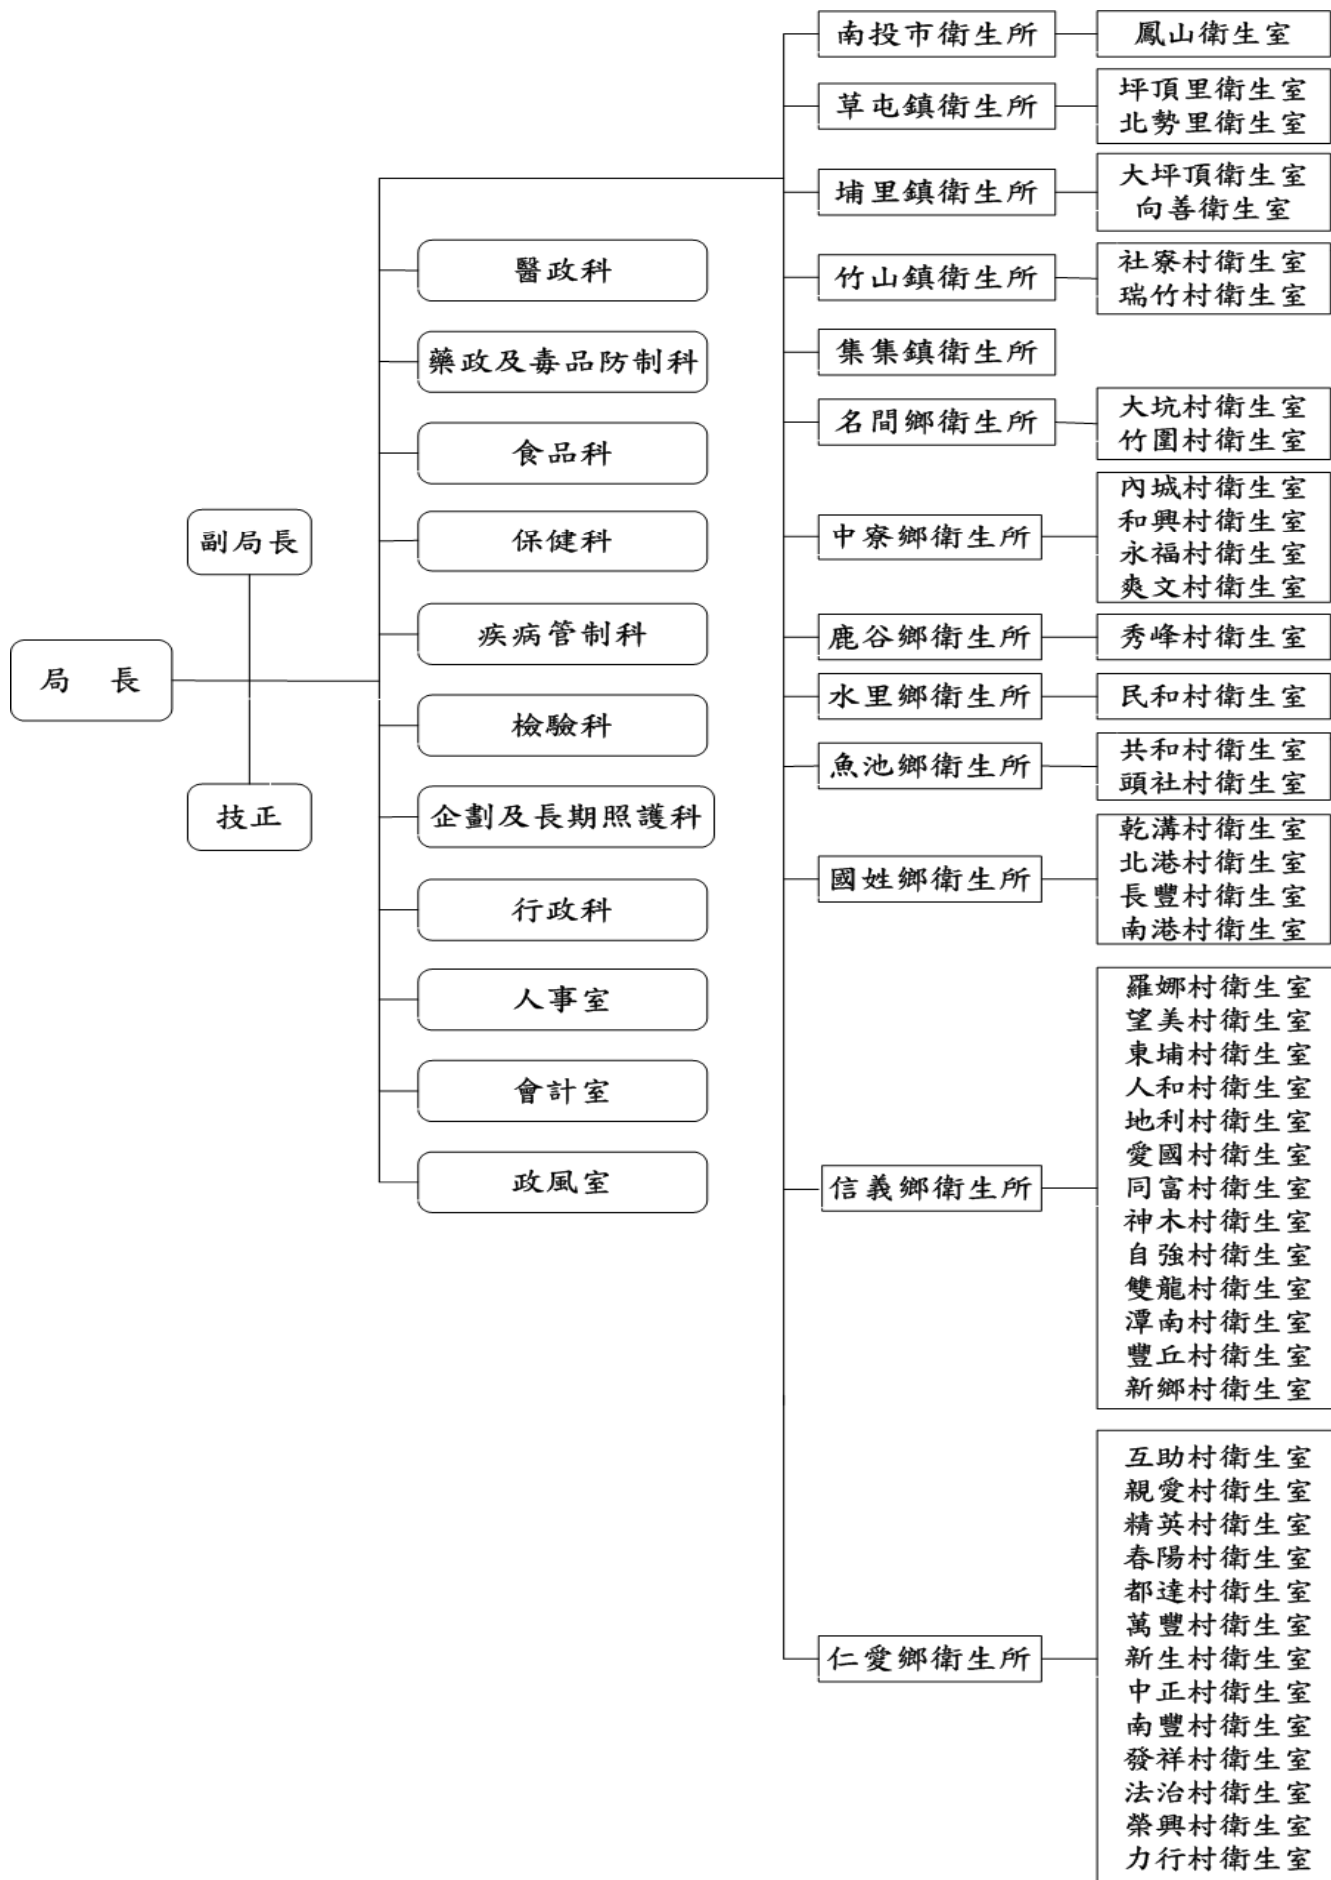 局　長
副局長
技正
醫政科
藥政及毒品防制科
食品科
保健科
疾病管制科
檢驗科
企劃及長期照護科
行政科
人事室
會計室
政風室
南投市衛生所
鳳山衛生室
草屯鎮衛生所
坪頂里衛生室
北勢里衛生室
埔里鎮衛生所
大坪頂衛生室
向善衛生室
竹山鎮衛生所
社寮村衛生室
瑞竹村衛生室
集集鎮衛生所
名間鄉衛生所
大坑村衛生室
竹圍村衛生室
中寮鄉衛生所
內城村衛生室
和興村衛生室
永福村衛生室
爽文村衛生室
鹿谷鄉衛生所
秀峰村衛生室
水里鄉衛生所
民和村衛生室
魚池鄉衛生所
共和村衛生室
頭社村衛生室
國姓鄉衛生所
乾溝村衛生室
北港村衛生室
長豐村衛生室
南港村衛生室
信義鄉衛生所
羅娜村衛生室
望美村衛生室
東埔村衛生室
人和村衛生室
地利村衛生室
愛國村衛生室
同富村衛生室
神木村衛生室
自強村衛生室
雙龍村衛生室
潭南村衛生室
豐丘村衛生室
新鄉村衛生室
仁愛鄉衛生所
互助村衛生室
親愛村衛生室
精英村衛生室
春陽村衛生室
都達村衛生室
萬豐村衛生室
新生村衛生室
中正村衛生室
南豐村衛生室
發祥村衛生室
法治村衛生室
榮興村衛生室
力行村衛生室